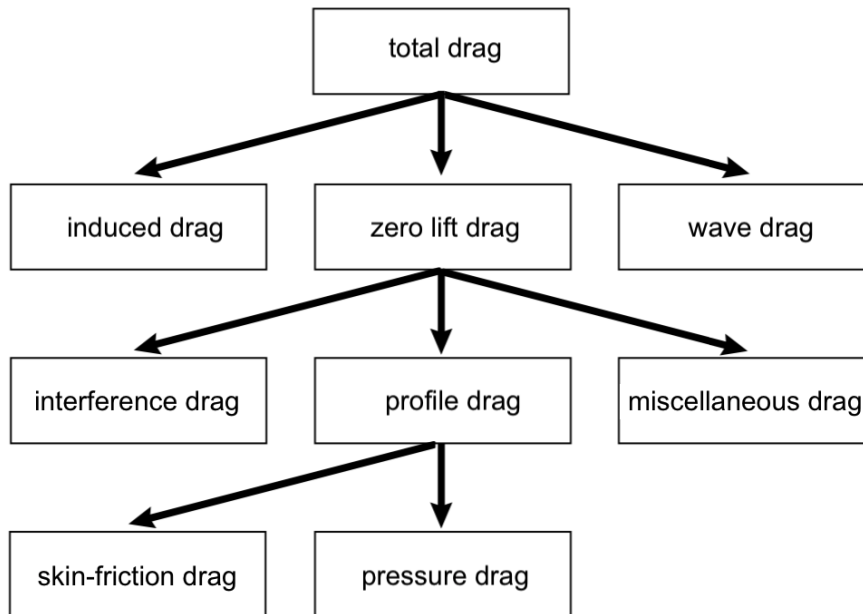 total drag
induced drag
zero lift drag
wave drag
interference drag
profile drag
miscellaneous drag
skin-friction drag
pressure drag